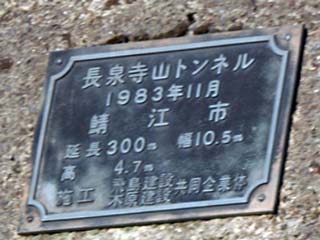 長泉寺山トンネル
1983年11月
鯖江市
延長300m 幅10.5m
高 4.7m
施工 飛島建設 木原建設 共同企業体